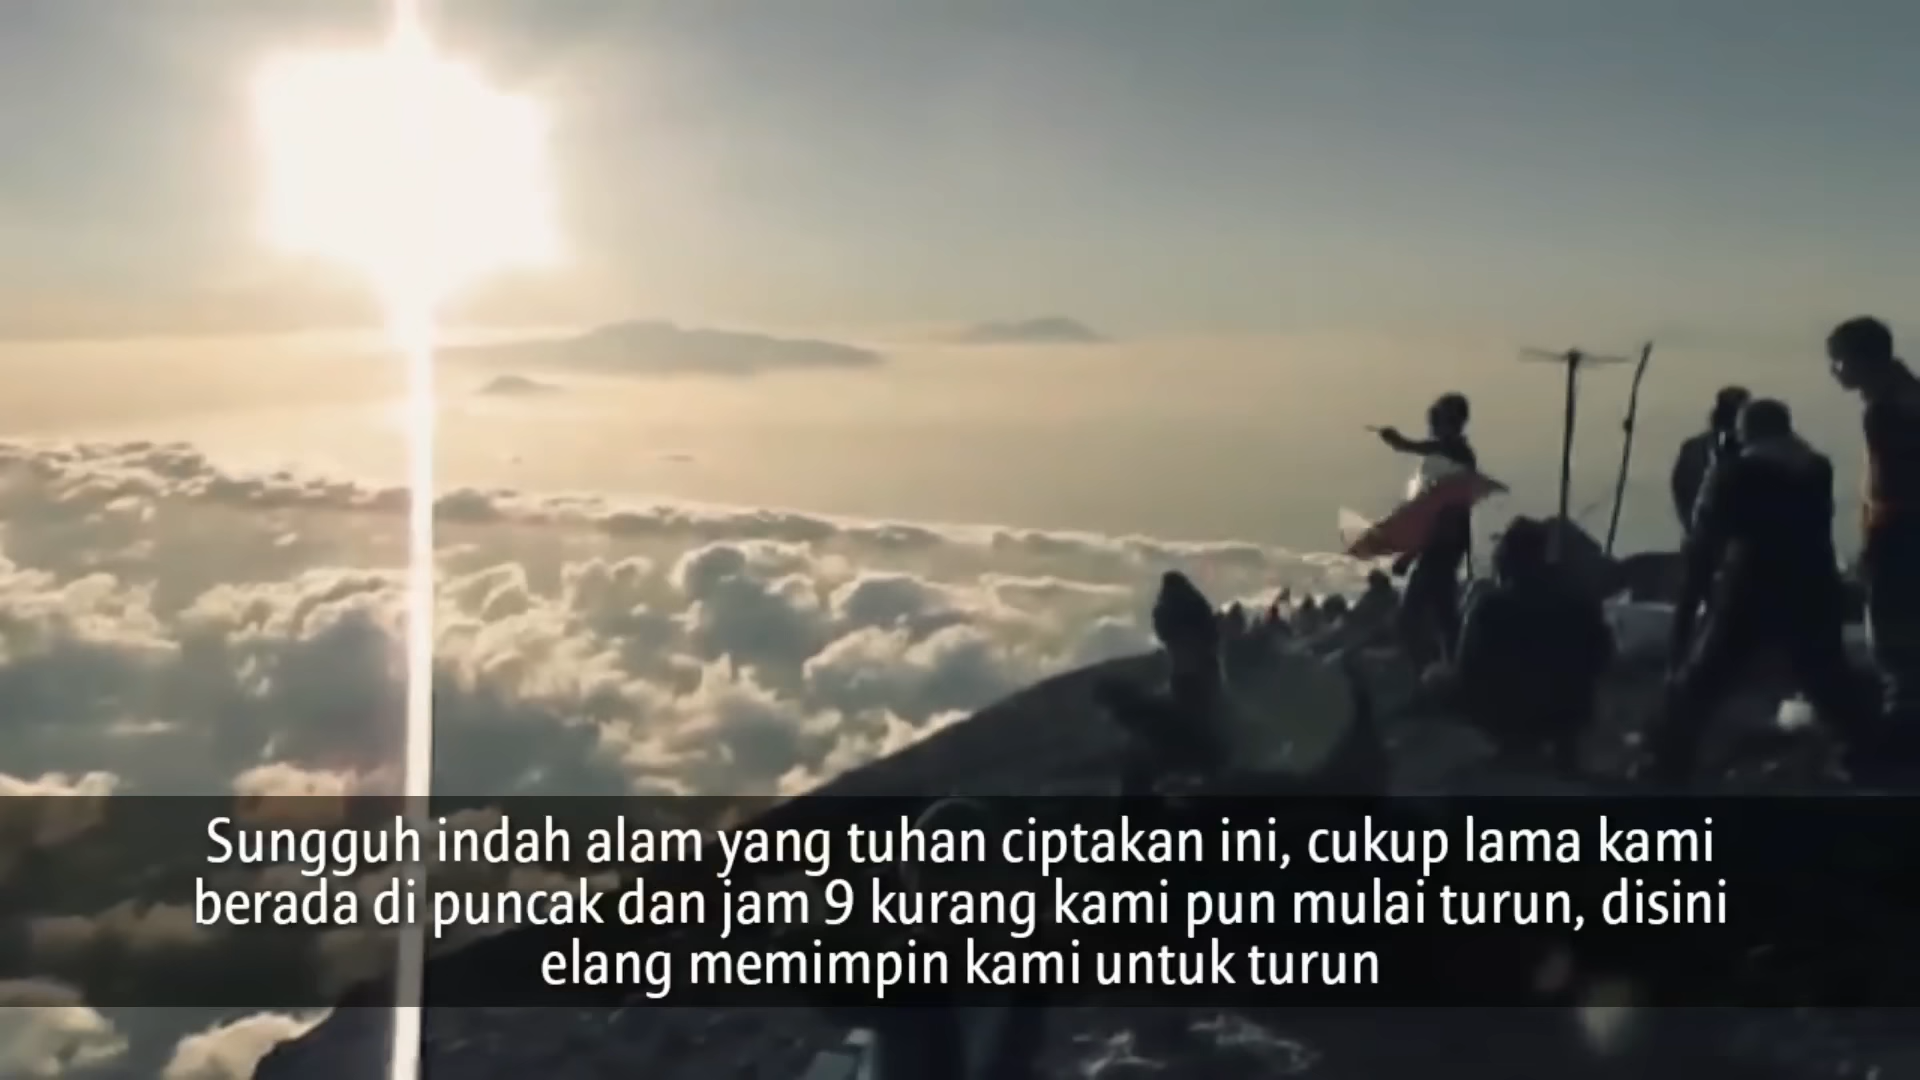 Sungguh indah alam yang tuhan ciptakan ini, cukup lama kami
berada di puncak dan jam 9 kurang kami pun mulai turun, disini
elang memimpin kami untuk turun